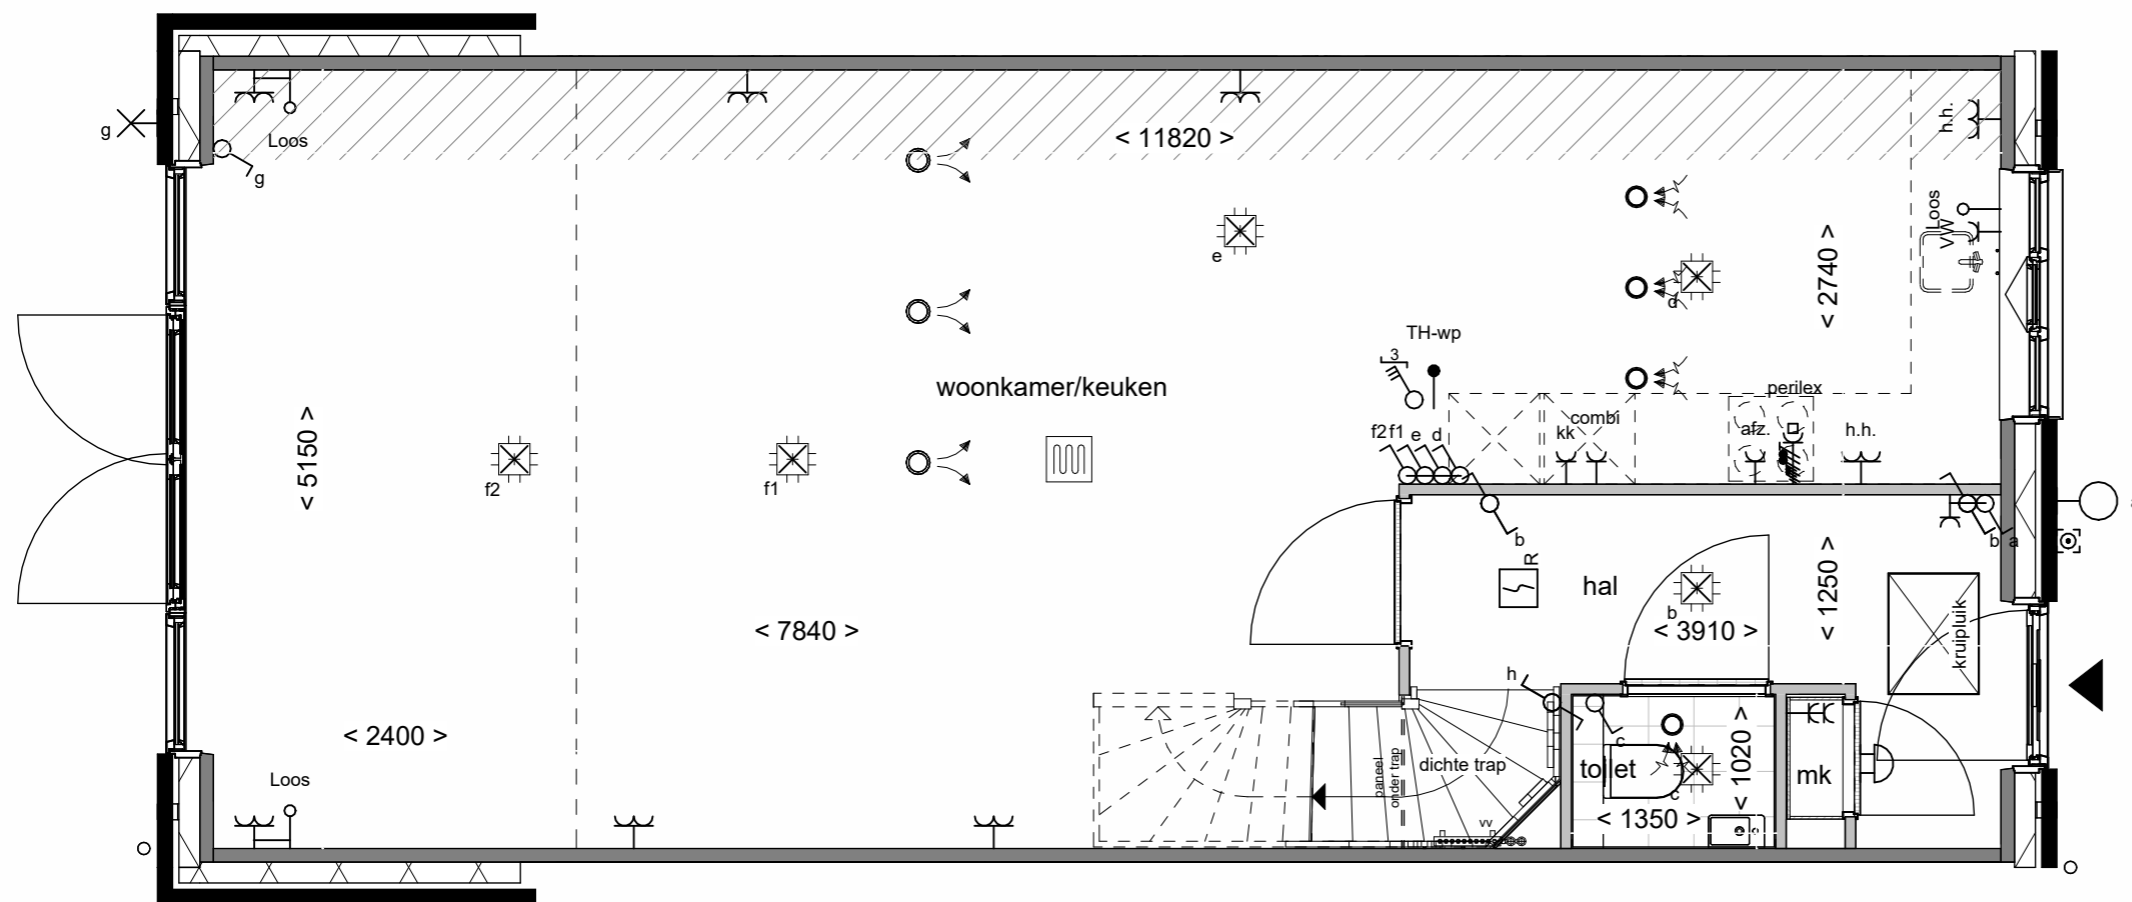 g
Loos
g
< 11820 >
h.h.
Loos
VW
e
d
< 2740 >
TH-wp
3
perilex
woonkamer/keuken
combi
kk
afz.
h.h.
f2 f1 e d
< 5150 >
f2
f1
b
b a
R
hal
b
< 1250 >
< 3910 >
kruipluik
< 7840 >
h
c
< 2400 >
Loos
paneel
onder trap
dichte trap
toilet
c
< 1020 >
mk
< 1350 >
vv